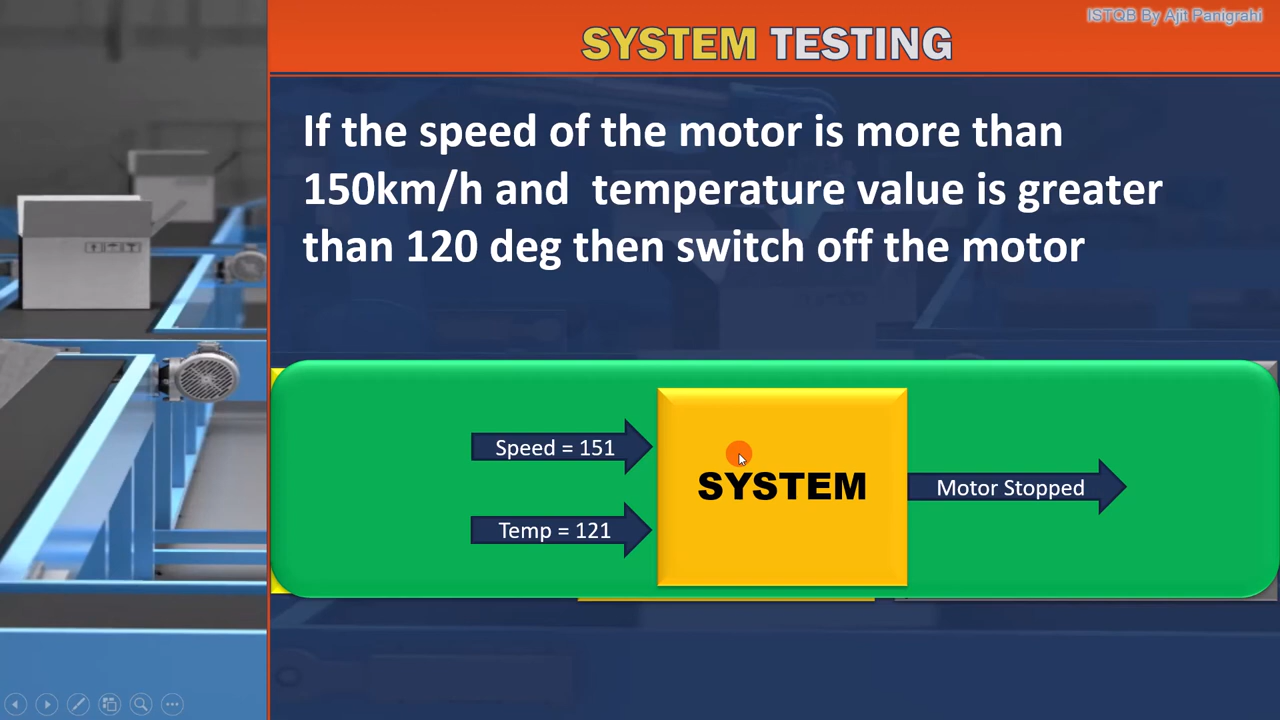 ISTQB By Ajit Panigrahi
SYSTEM TESTING
If the speed of the motor is more than
150km/h and  temperature value is greater
than 120 deg then switch off the motor
Speed = 151
SYSTEM
Motor Stopped
Temp = 121